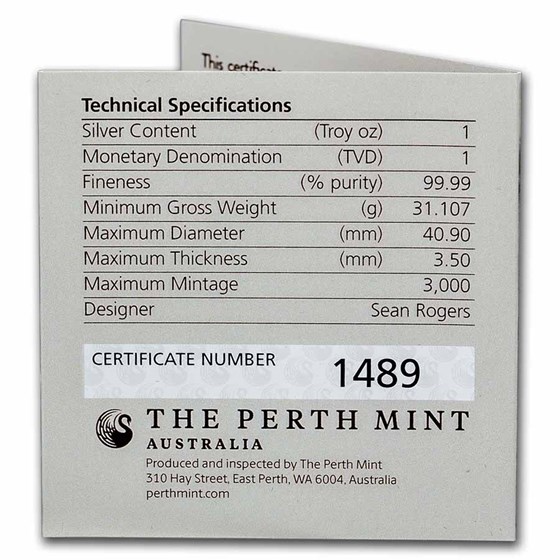 This certificate
Technical Specifications
Silver Content (Troy oz) 1
Monetary Denomination (TVD) 1
Fineness (% purity) 99.99
Minimum Gross Weight (g) 31.107
Maximum Diameter (mm) 40.90
Maximum Thickness (mm) 3.50
Maximum Mintage 3,000
Designer Sean Rogers
CERTIFICATE NUMBER 1489
THE PERTH MINT
AUSTRALIA
Produced and inspected by The Perth Mint
310 Hay Street, East Perth, WA 6004, Australia
perthmint.com